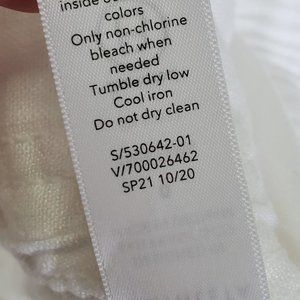 inside
colors
Only non-chlorine
bleach when
needed
Tumble dry low
Cool iron
Do not dry clean
S/530642-01
V/700026462
SP21 10/20